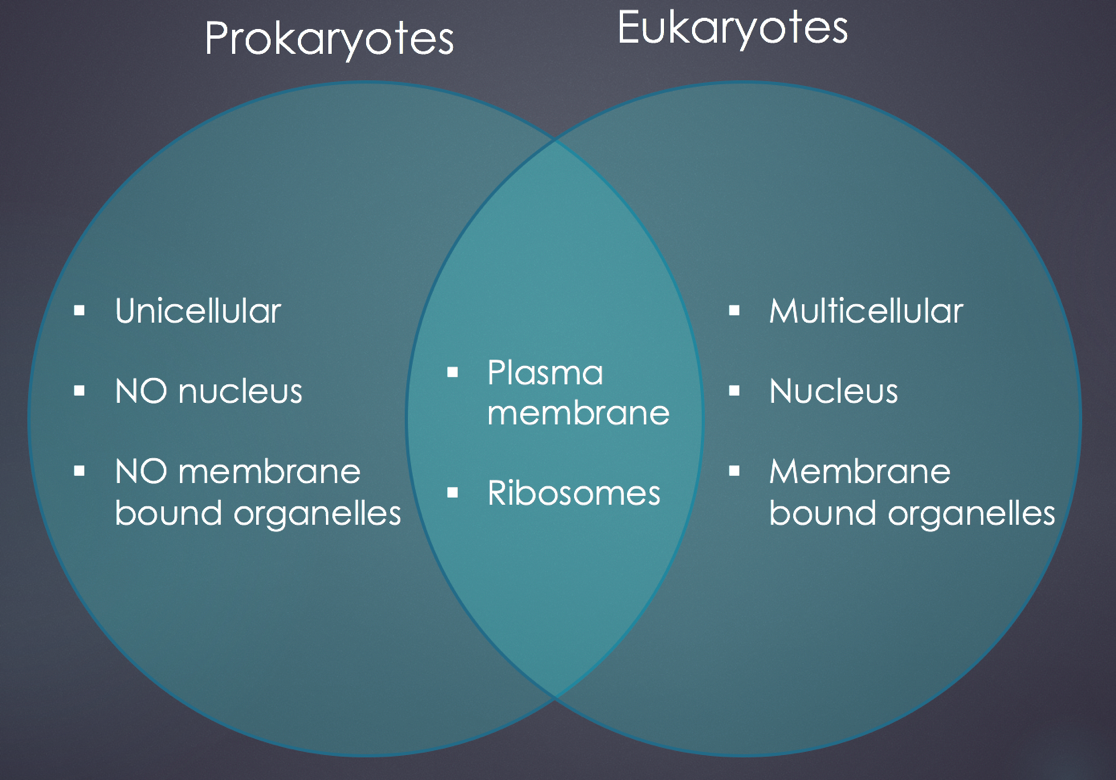 Prokaryotes
Eukaryotes
▪ Unicellular
▪ NO nucleus
▪ NO membrane
bound organelles
▪ Plasma
membrane
▪ Ribosomes
▪ Multicellular
▪ Nucleus
▪ Membrane
bound organelles